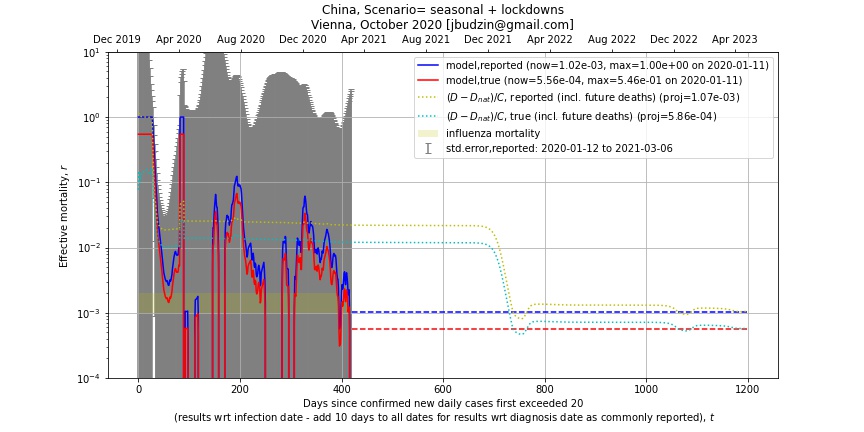 China, Scenario= seasonal + lockdowns
Vienna, October 2020 [jbudzin@gmail.com]
Dec 2019 Apr 2020 Aug 2020 Dec 2020 Apr 2021 Aug 2021 Dec 2021 Apr 2022 Aug 2022 Dec 2022 Apr 2023
model,reported (now=1.02e-03, max=1.00e+00 on 2020-01-11)
model,true (now=5.56e-04, max=5.46e-01 on 2020-01-11)
(D − D_nat)/C, reported (incl. future deaths) (proj=1.07e-03)
(D − D_nat)/C, true (incl. future deaths) (proj=5.86e-04)
influenza mortality
std.error,reported: 2020-01-12 to 2021-03-06
Effective mortality, r
10¹
10⁰
10⁻¹
10⁻²
10⁻³
10⁻⁴
0 200 400 600 800 1000 1200
Days since confirmed new daily cases first exceeded 20
(results wrt infection date - add 10 days to all dates for results wrt diagnosis date as commonly reported), t